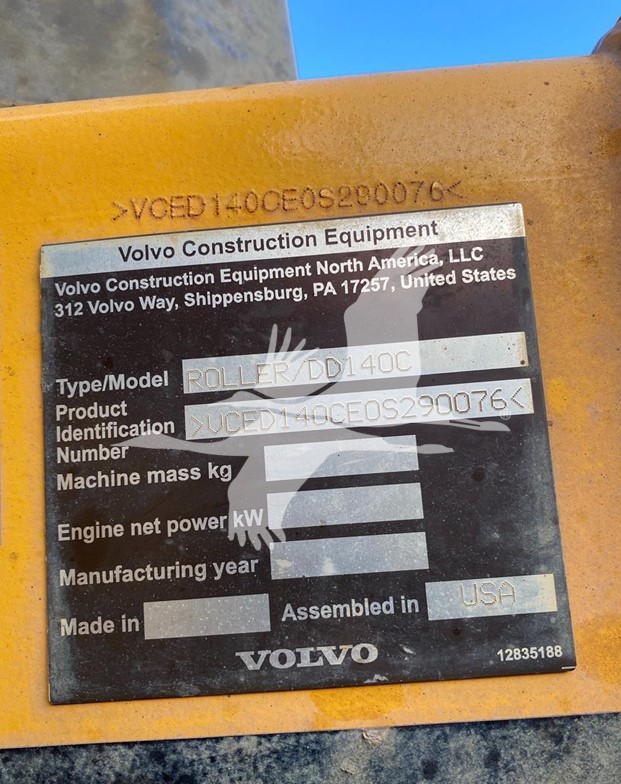 >VCED140CE0S290076<
Volvo Construction Equipment
Volvo Construction Equipment North America, LLC
312 Volvo Way, Shippensburg, PA 17257, United States
Type/Model ROLLER/DD140C
Product
Identification >VCED140CE0S290076<
Number
Machine mass kg
Engine net power kW
Manufacturing year
Made in
Assembled in USA
VOLVO
12835188